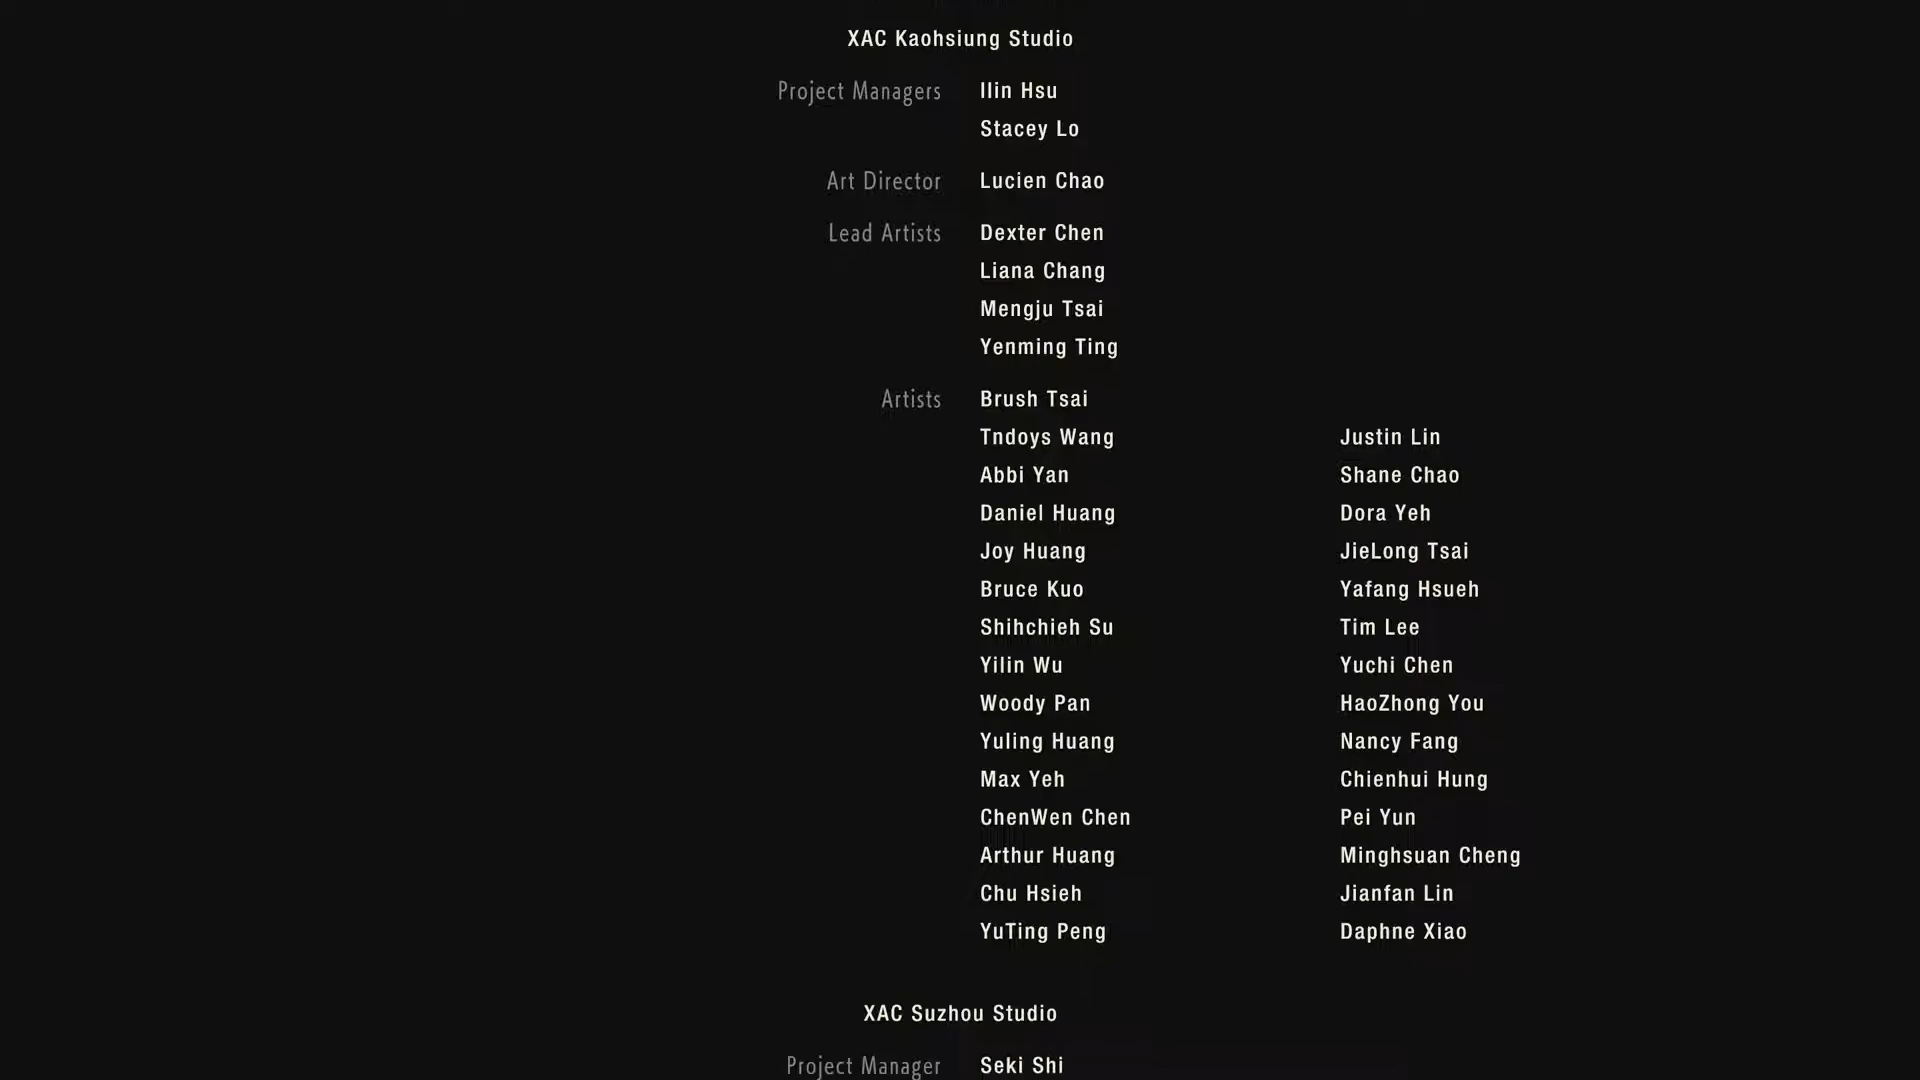 XAC Kaohsiung Studio
Project Managers Ilin Hsu
Stacey Lo
Art Director Lucien Chao
Lead Artists Dexter Chen
Liana Chang
Mengju Tsai
Yenming Ting
Artists Brush Tsai
Tndoys Wang Justin Lin
Abbi Yan Shane Chao
Daniel Huang Dora Yeh
Joy Huang JieLong Tsai
Bruce Kuo Yafang Hsueh
Shihchieh Su Tim Lee
Yilin Wu Yuchi Chen
Woody Pan HaoZhong You
Yuling Huang Nancy Fang
Max Yeh Chienhui Hung
ChenWen Chen Pei Yun
Arthur Huang Minghsuan Cheng
Chu Hsieh Jianfan Lin
YuTing Peng Daphne Xiao
XAC Suzhou Studio
Project Manager Seki Shi